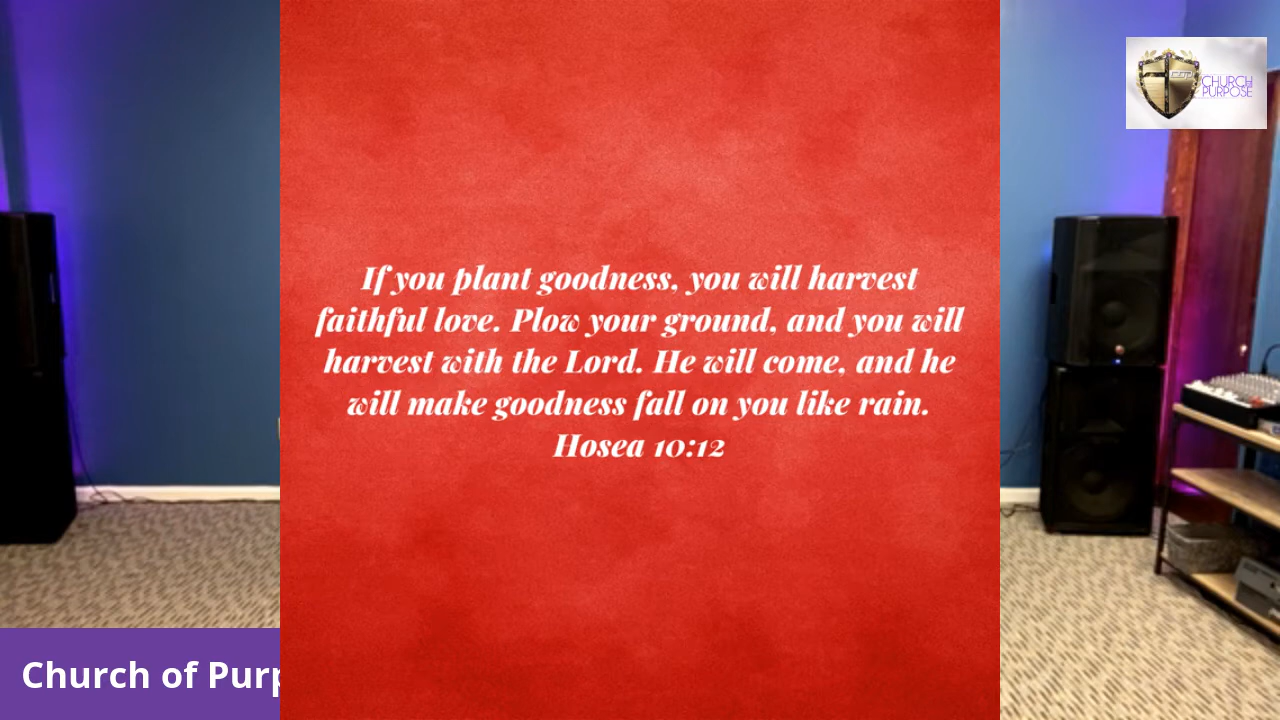 CHURCH
PURPOSE
If you plant goodness, you will harvest
faithful love. Plow your ground, and you will
harvest with the Lord. He will come, and he
will make goodness fall on you like rain.
Hosea 10:12
Church of Purp